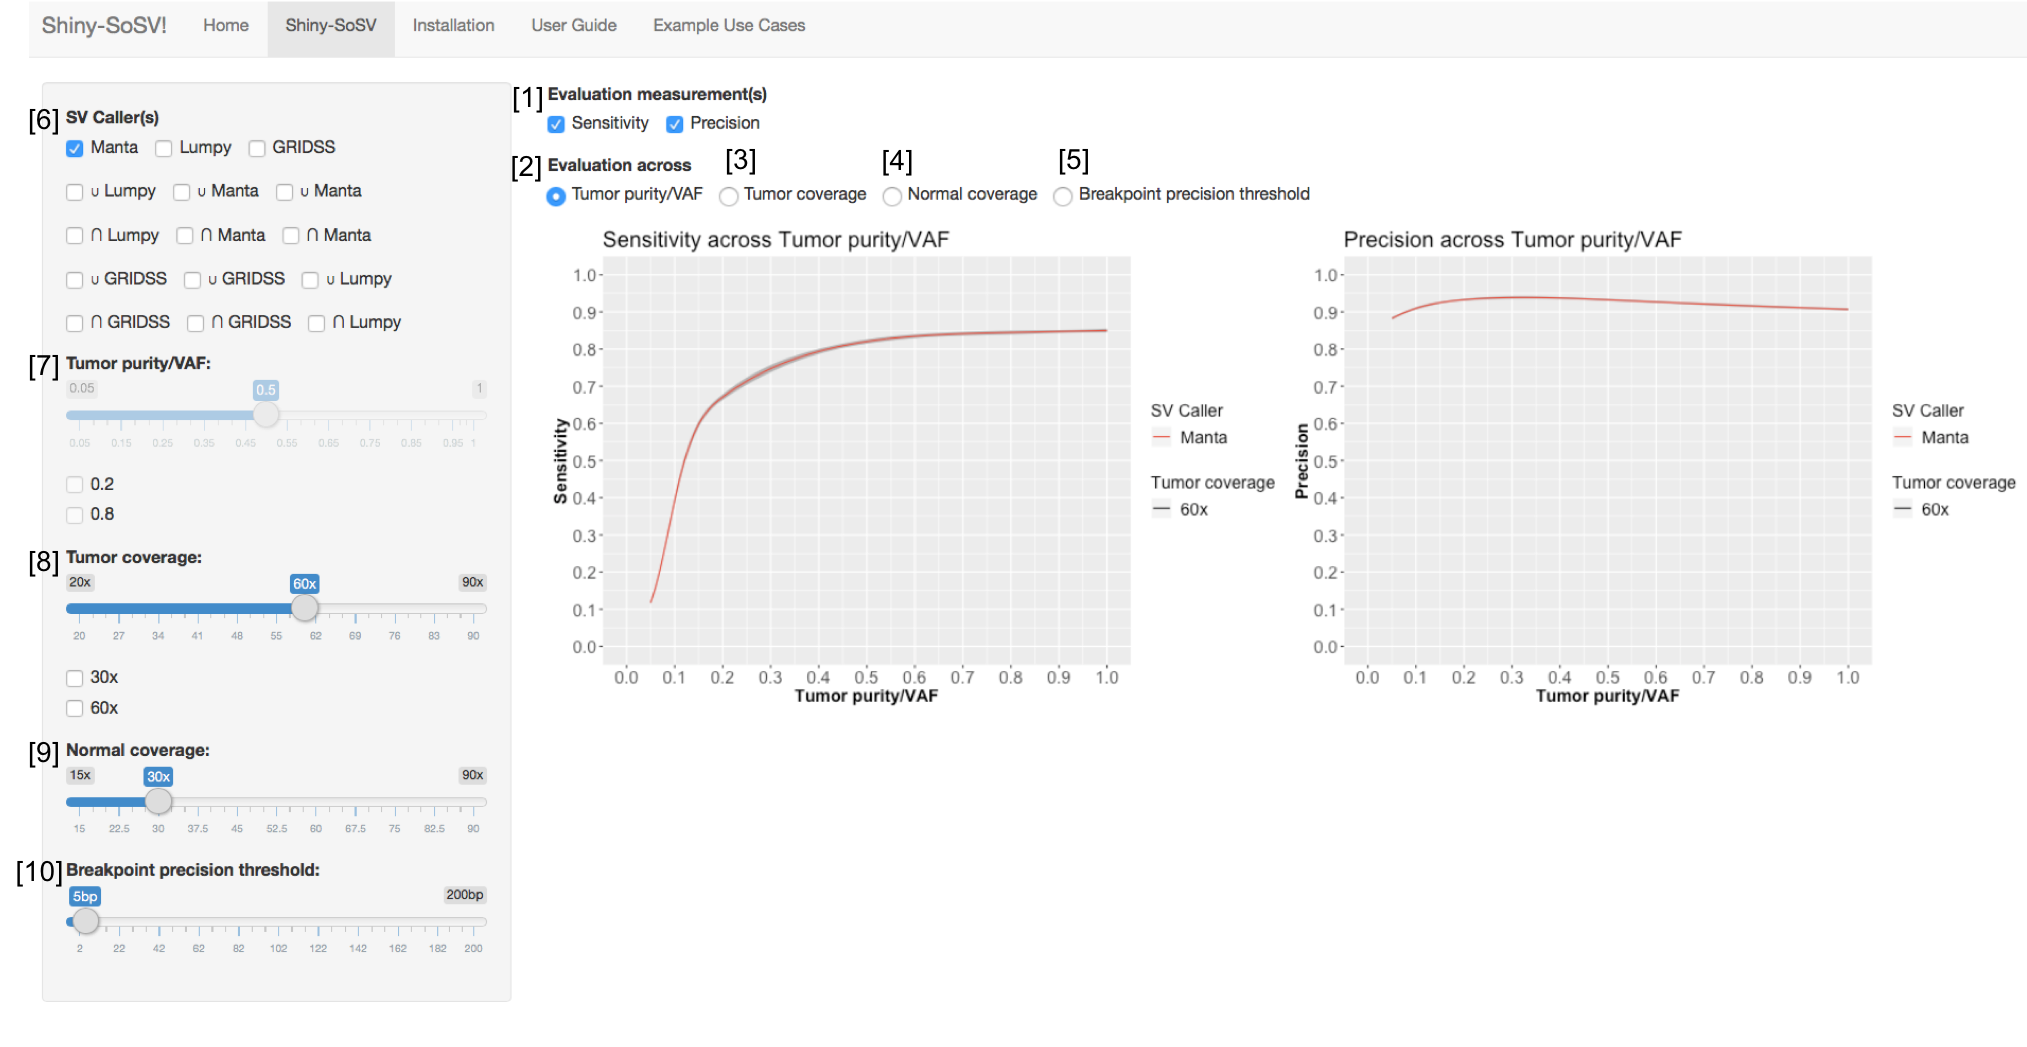 Shiny-SoSV! Home Shiny-SoSV Installation User Guide Example Use Cases
[6] SV Caller(s)
Manta Lumpy GRIDSS
∪ Lumpy ∪ Manta ∪ Manta
∩ Lumpy ∩ Manta ∩ Manta
∪ GRIDSS ∪ GRIDSS ∪ Lumpy
∩ GRIDSS ∩ GRIDSS ∩ Lumpy
[7] Tumor purity/VAF:
0.05 0.5 1
0.05 0.15 0.25 0.35 0.45 0.55 0.65 0.75 0.85 0.95 1
0.2
0.8
[8] Tumor coverage:
20x 60x 90x
20 27 34 41 48 55 62 69 76 83 90
30x
60x
[9] Normal coverage:
15x 30x 90x
15 22.5 30 37.5 45 52.5 60 67.5 75 82.5 90
[10] Breakpoint precision threshold:
5bp 200bp
2 22 42 62 82 102 122 142 162 182 200
[1] Evaluation measurement(s)
Sensitivity Precision
[2] Evaluation across [3] [4] [5]
Tumor purity/VAF Tumor coverage Normal coverage Breakpoint precision threshold
Sensitivity across Tumor purity/VAF
1.0
0.9
0.8
0.7
0.6
0.5
0.4
0.3
0.2
0.1
0.0
Sensitivity
0.0 0.1 0.2 0.3 0.4 0.5 0.6 0.7 0.8 0.9 1.0
Tumor purity/VAF
SV Caller
Manta
Tumor coverage
60x
Precision across Tumor purity/VAF
1.0
0.9
0.8
0.7
0.6
0.5
0.4
0.3
0.2
0.1
0.0
Precision
0.0 0.1 0.2 0.3 0.4 0.5 0.6 0.7 0.8 0.9 1.0
Tumor purity/VAF
SV Caller
Manta
Tumor coverage
60x